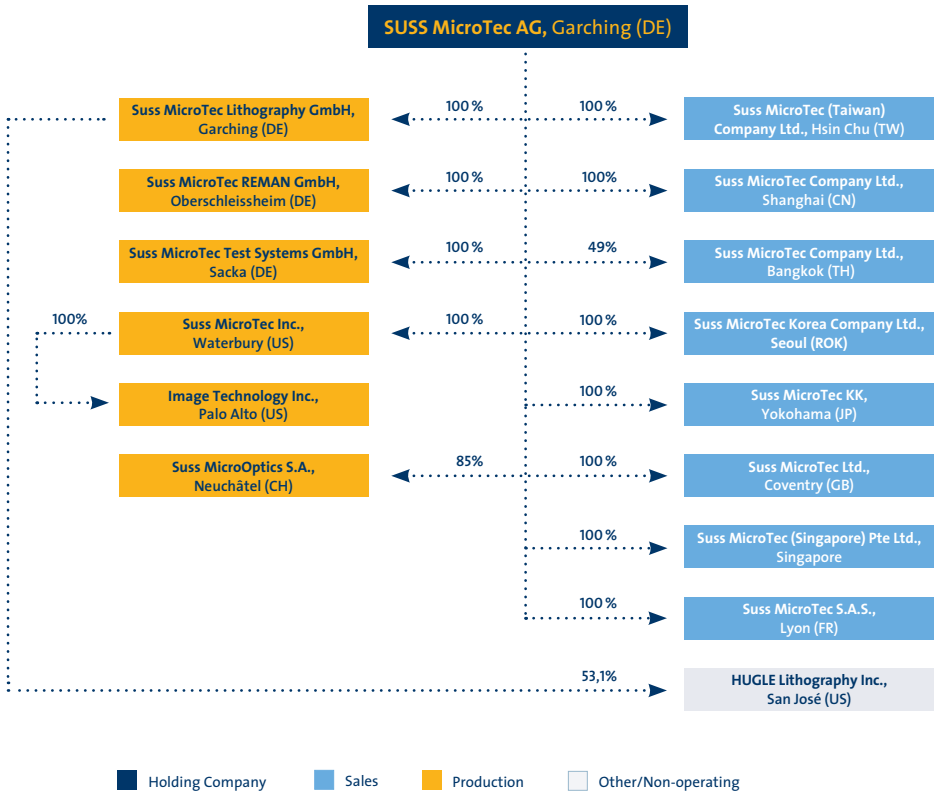 SUSS MicroTec AG, Garching (DE)
Suss MicroTec Lithography GmbH,
Garching (DE)
100 %
100 %
Suss MicroTec (Taiwan)
Company Ltd., Hsin Chu (TW)
Suss MicroTec REMAN GmbH,
Oberschleissheim (DE)
100 %
100%
Suss MicroTec Company Ltd.,
Shanghai (CN)
Suss MicroTec Test Systems GmbH,
Sacka (DE)
100 %
49%
Suss MicroTec Company Ltd.,
Bangkok (TH)
100%
Suss MicroTec Inc.,
Waterbury (US)
100 %
100 %
Suss MicroTec Korea Company Ltd.,
Seoul (ROK)
Image Technology Inc.,
Palo Alto (US)
100 %
Suss MicroTec KK,
Yokohama (JP)
Suss MicroOptics S.A.,
Neuchâtel (CH)
85%
100 %
Suss MicroTec Ltd.,
Coventry (GB)
100 %
Suss MicroTec (Singapore) Pte Ltd.,
Singapore
100 %
Suss MicroTec S.A.S.,
Lyon (FR)
53,1%
HUGLE Lithography Inc.,
San José (US)
Holding Company
Sales
Production
Other/Non-operating